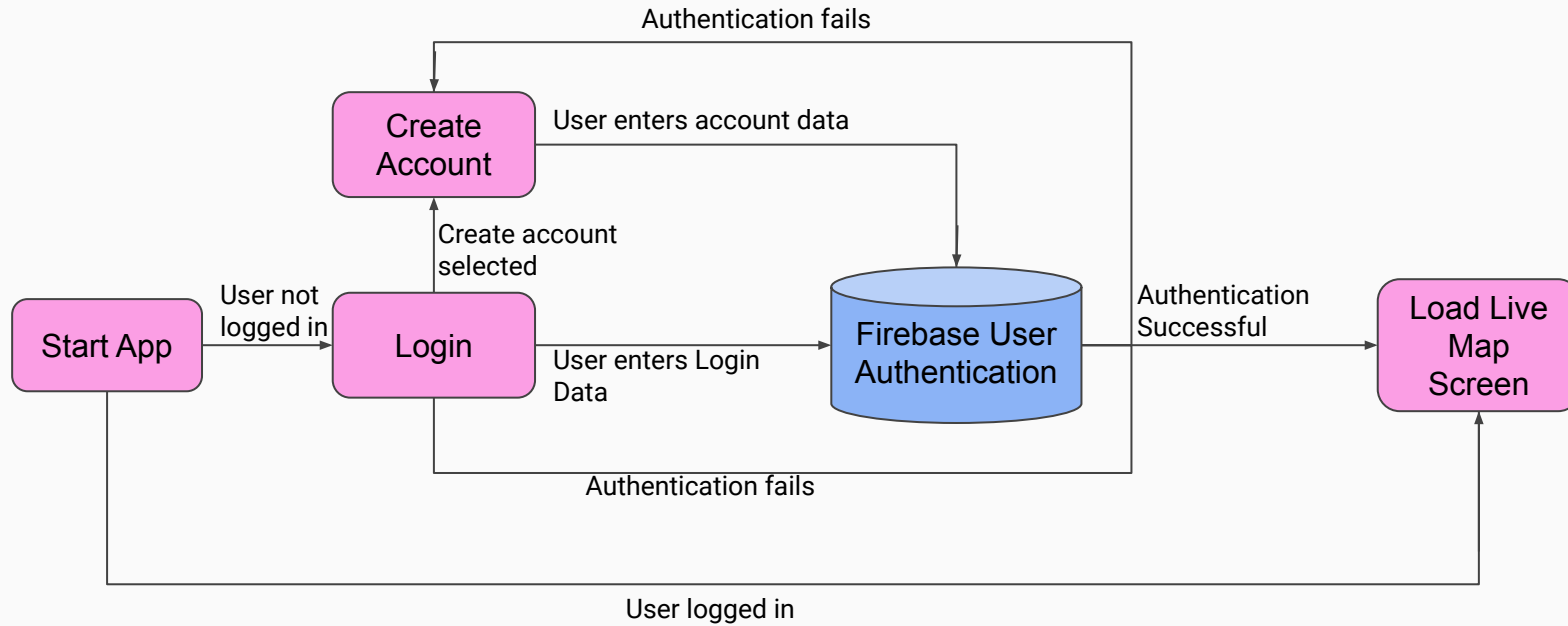 Authentication fails
Create
Account
User enters account data
Create account
selected
User not
logged in
Start App
Login
User enters Login
Data
Firebase User
Authentication
Authentication
Successful
Load Live
Map
Screen
Authentication fails
User logged in